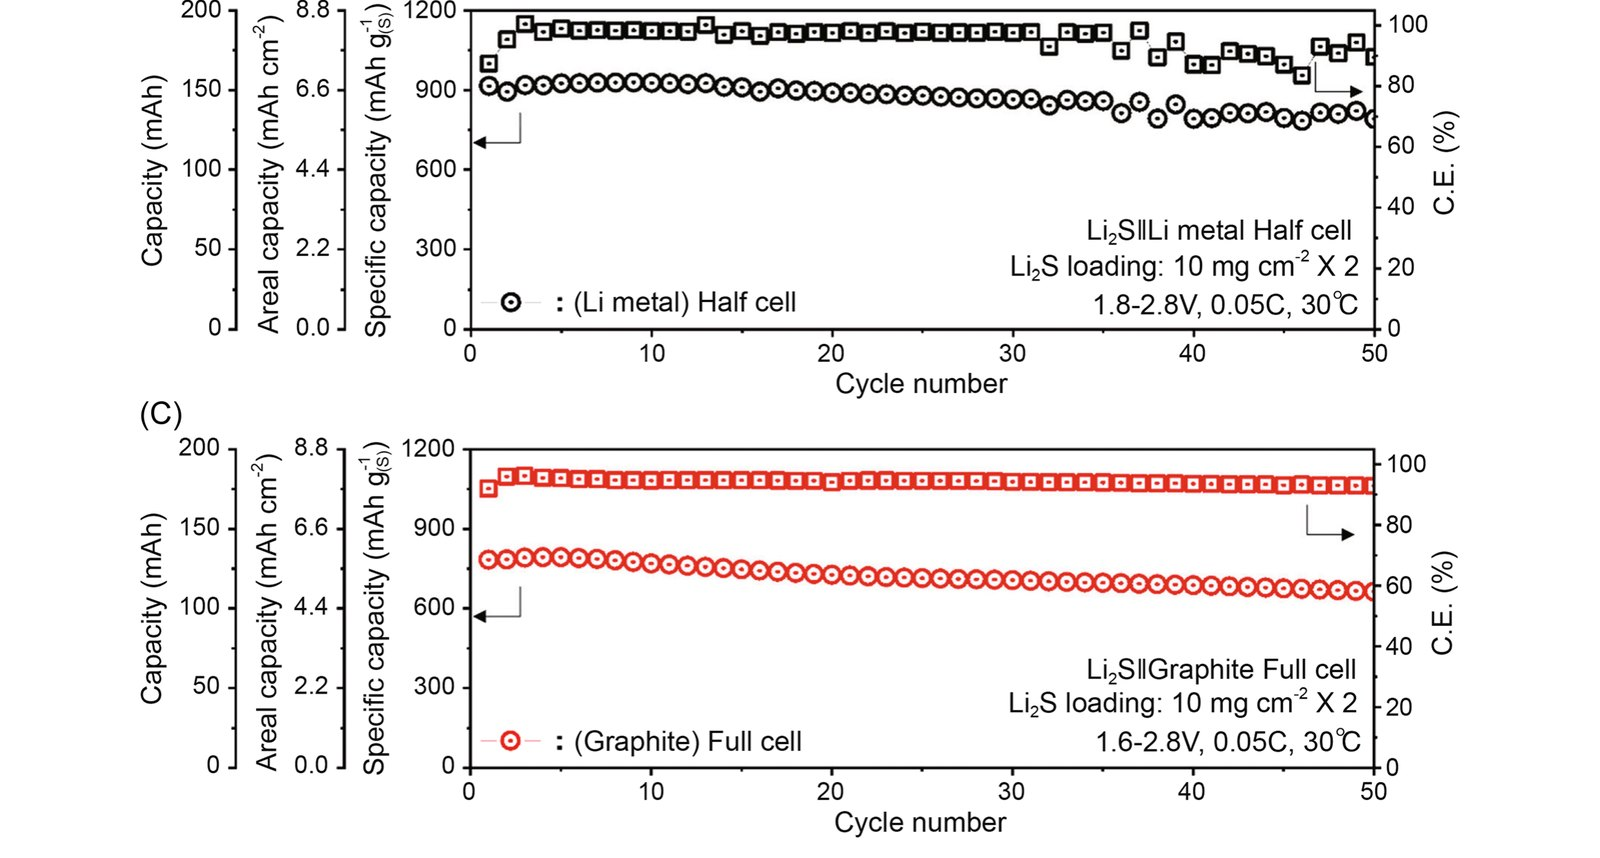 Capacity (mAh)
200
150
100
50
0
Areal capacity (mAh cm⁻²)
8.8
6.6
4.4
2.2
0.0
Specific capacity (mAh g⁻¹₍S₎)
1200
900
600
300
0
100
80
60
40
20
0
C.E. (%)
Li₂S‖Li metal Half cell
Li₂S loading: 10 mg cm⁻² X 2
: (Li metal) Half cell
1.8-2.8V, 0.05C, 30℃
0 10 20 30 40 50
Cycle number
(C)
Capacity (mAh)
200
150
100
50
0
Areal capacity (mAh cm⁻²)
8.8
6.6
4.4
2.2
0.0
Specific capacity (mAh g⁻¹₍S₎)
1200
900
600
300
0
100
80
60
40
20
0
C.E. (%)
Li₂S‖Graphite Full cell
Li₂S loading: 10 mg cm⁻² X 2
: (Graphite) Full cell
1.6-2.8V, 0.05C, 30℃
0 10 20 30 40 50
Cycle number